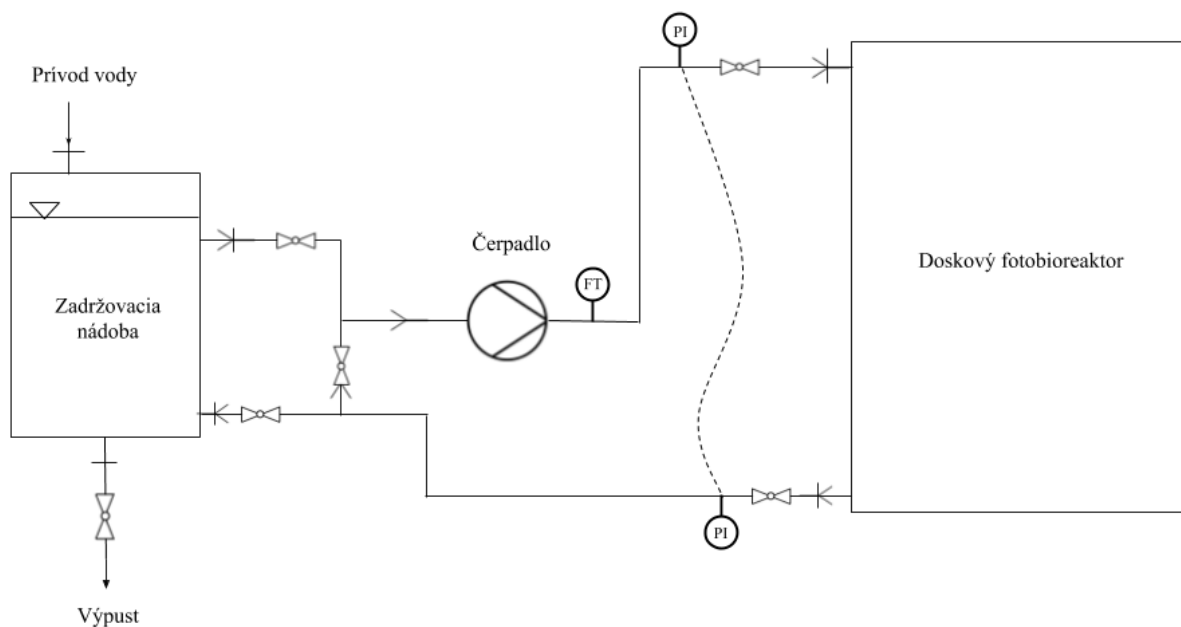 PI
Prívod vody
Čerpadlo
Doskový fotobioreaktor
FT
Zadržovacia
nádoba
PI
Výpust